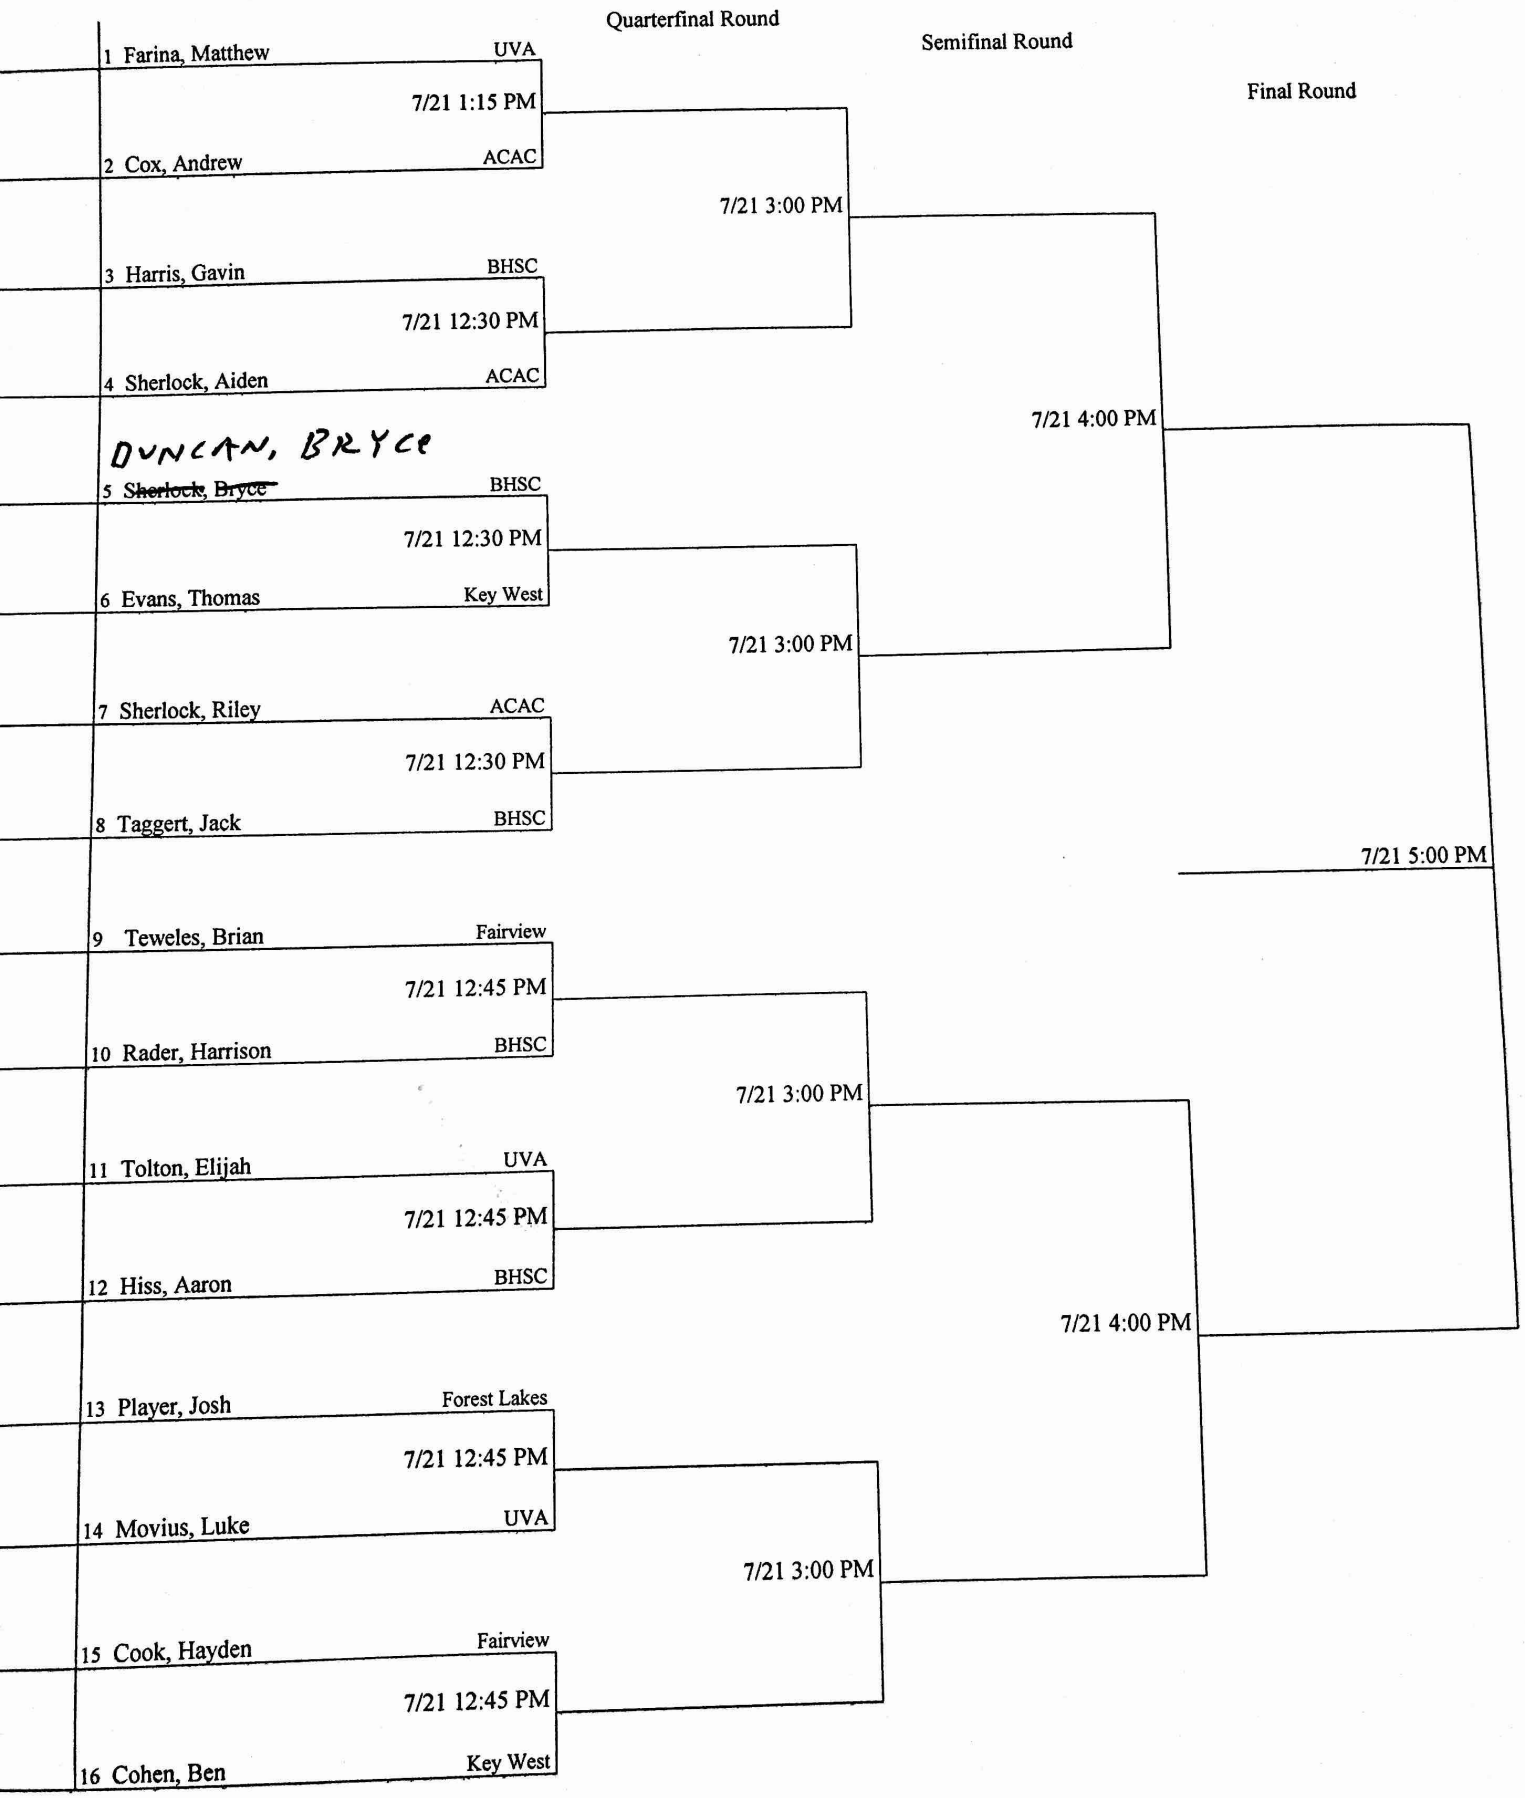 Quarterfinal Round
Semifinal Round
Final Round
1 Farina, Matthew UVA
7/21 1:15 PM
2 Cox, Andrew ACAC
7/21 3:00 PM
3 Harris, Gavin BHSC
7/21 12:30 PM
4 Sherlock, Aiden ACAC
7/21 4:00 PM
DUNCAN, BRYCe
5 Sherlock, Bryce BHSC
7/21 12:30 PM
6 Evans, Thomas Key West
7/21 3:00 PM
7 Sherlock, Riley ACAC
7/21 12:30 PM
8 Taggert, Jack BHSC
7/21 5:00 PM
9 Teweles, Brian Fairview
7/21 12:45 PM
10 Rader, Harrison BHSC
7/21 3:00 PM
11 Tolton, Elijah UVA
7/21 12:45 PM
12 Hiss, Aaron BHSC
7/21 4:00 PM
13 Player, Josh Forest Lakes
7/21 12:45 PM
14 Movius, Luke UVA
7/21 3:00 PM
15 Cook, Hayden Fairview
7/21 12:45 PM
16 Cohen, Ben Key West